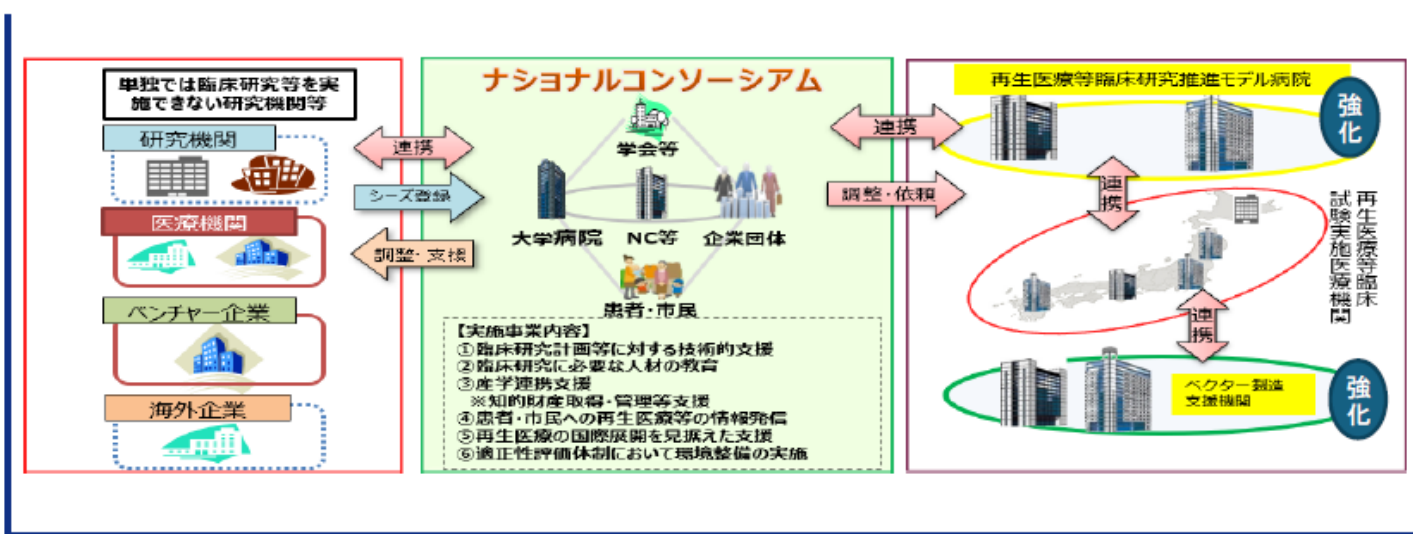 単独では臨床研究等を実
施できない研究機関等
研究機関
医療機関
ベンチャー企業
海外企業
連携
シーズ登録
調整・支援
ナショナルコンソーシアム
学会等
大学病院
NC等
企業団体
患者・市民
【実施事業内容】
①臨床研究計画等に対する技術的支援
②臨床研究に必要な人材の教育
③産学連携支援
※知的財産取得・管理等支援
④患者・市民への再生医療等の情報発信
⑤再生医療の国際展開を見据えた支援
⑥適正性評価体制において環境整備の実施
連携
調整・依頼
再生医療等臨床研究推進モデル病院
強化
連携
再生医療等臨床
試験実施医療機関
連携
ベクター製造
支援機関
強化